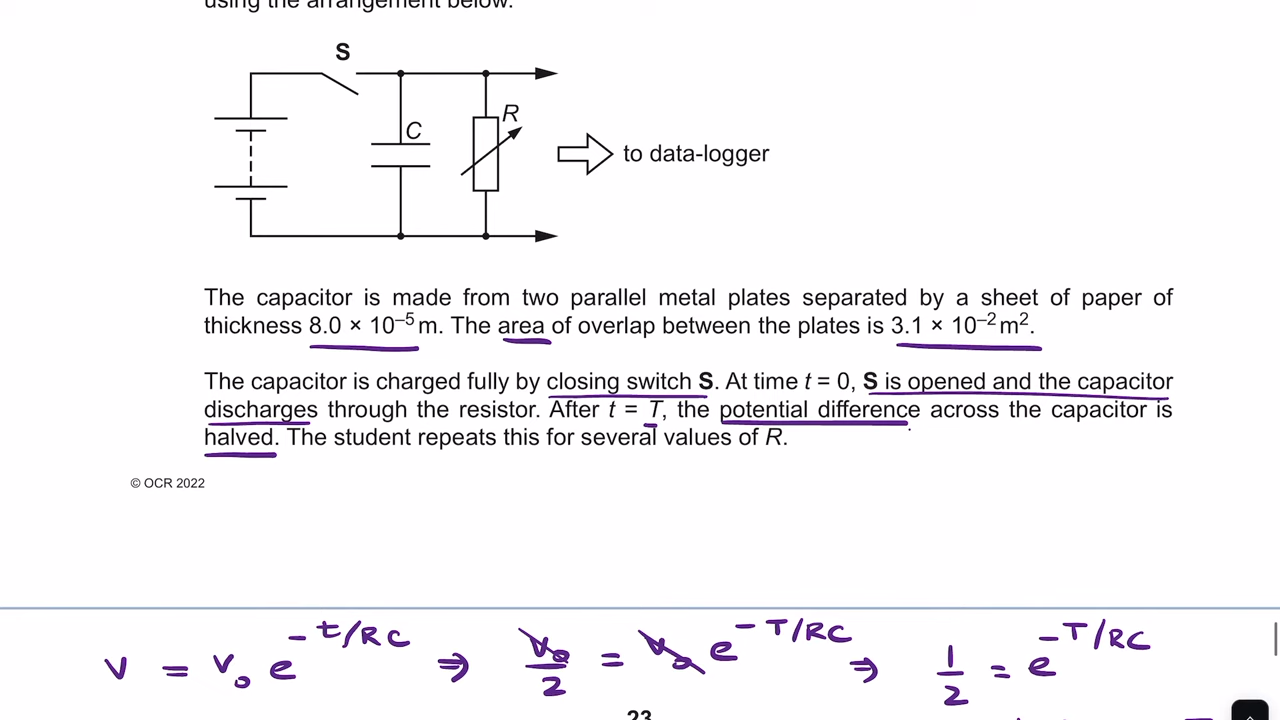 using the arrangement below.
S
R
C
to data-logger
The capacitor is made from two parallel metal plates separated by a sheet of paper of
thickness 8.0 × 10⁻⁵ m. The area of overlap between the plates is 3.1 × 10⁻² m².
The capacitor is charged fully by closing switch S. At time t = 0, S is opened and the capacitor
discharges through the resistor. After t = T, the potential difference across the capacitor is
halved. The student repeats this for several values of R.
© OCR 2022
V = V₀ e^(-t/RC) ⇒ V₀/2 = V₀ e^(-T/RC) ⇒ 1/2 = e^(-T/RC)
23